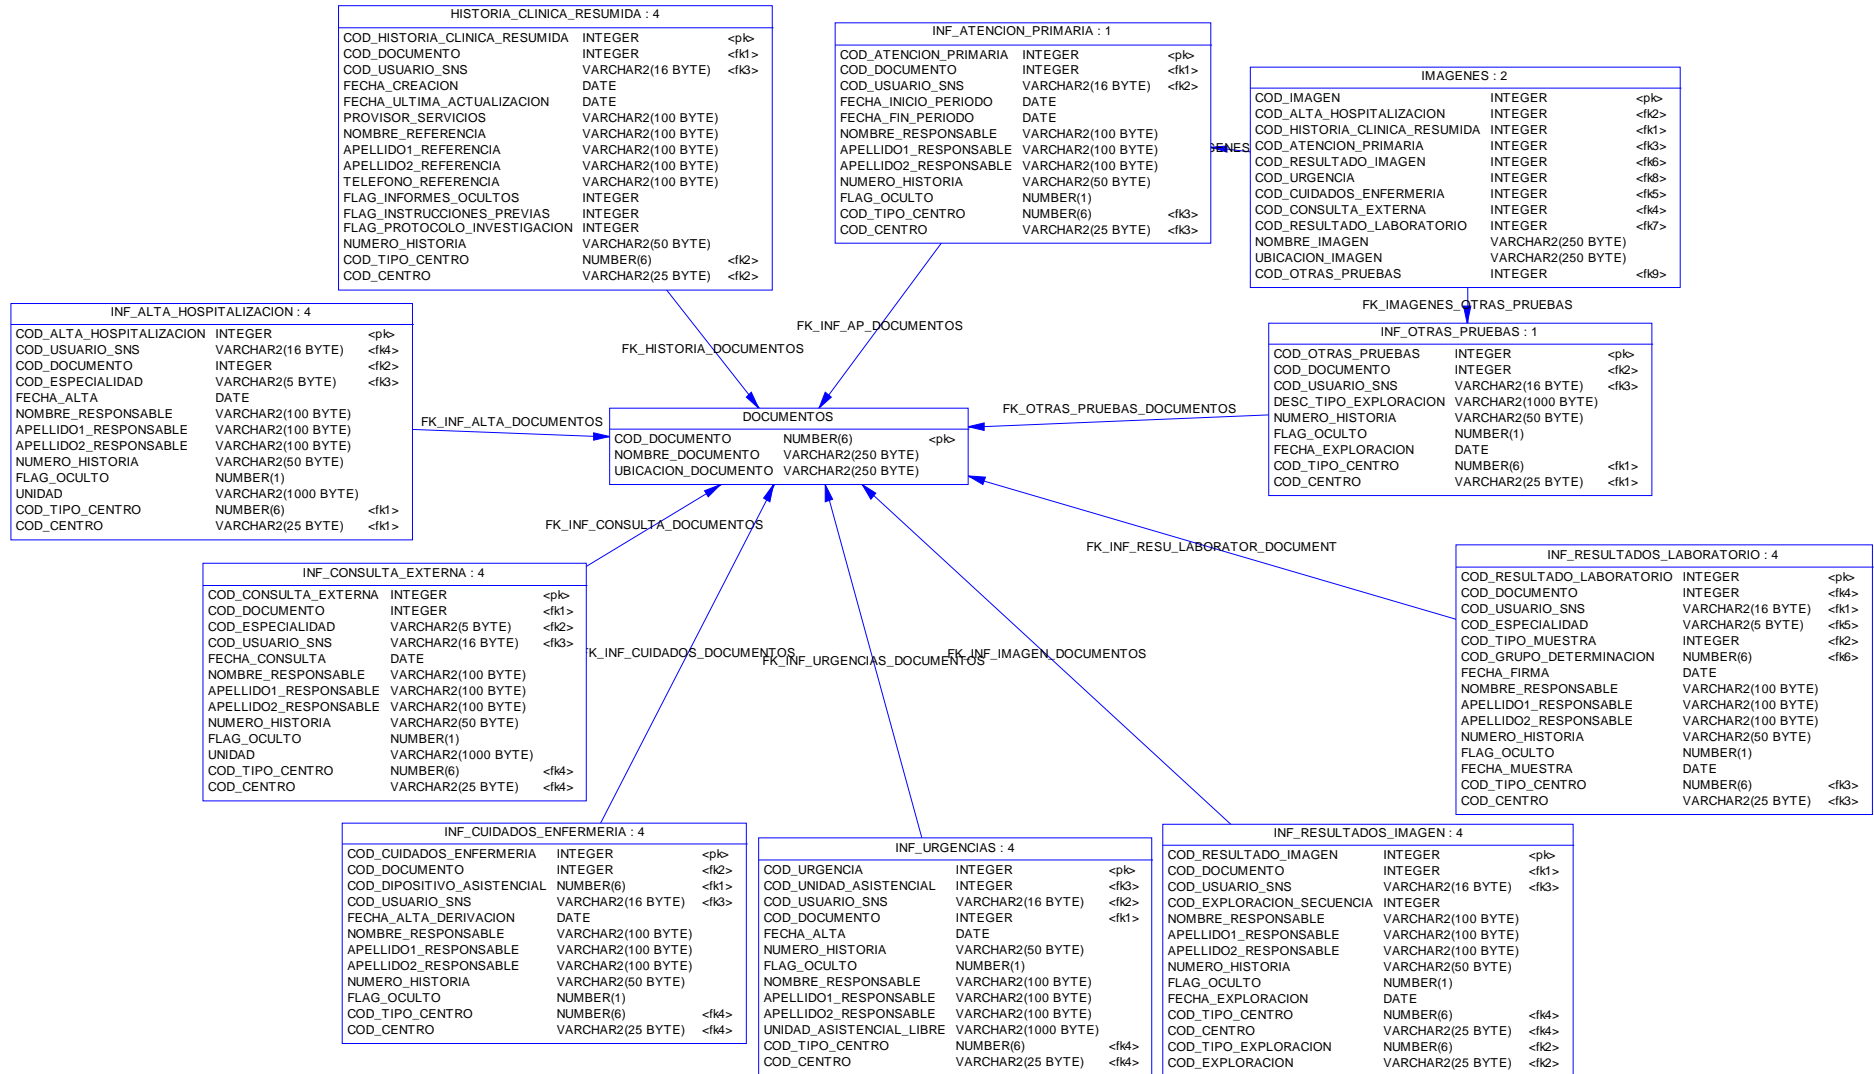 HISTORIA_CLINICA_RESUMIDA : 4
COD_HISTORIA_CLINICA_RESUMIDA INTEGER <pk>
COD_DOCUMENTO INTEGER <fk1>
COD_USUARIO_SNS VARCHAR2(16 BYTE) <fk3>
FECHA_CREACION DATE
FECHA_ULTIMA_ACTUALIZACION DATE
PROVISOR_SERVICIOS VARCHAR2(100 BYTE)
NOMBRE_REFERENCIA VARCHAR2(100 BYTE)
APELLIDO1_REFERENCIA VARCHAR2(100 BYTE)
APELLIDO2_REFERENCIA VARCHAR2(100 BYTE)
TELEFONO_REFERENCIA VARCHAR2(100 BYTE)
FLAG_INFORMES_OCULTOS INTEGER
FLAG_INSTRUCCIONES_PREVIAS INTEGER
FLAG_PROTOCOLO_INVESTIGACION INTEGER
NUMERO_HISTORIA VARCHAR2(50 BYTE)
COD_TIPO_CENTRO NUMBER(6) <fk2>
COD_CENTRO VARCHAR2(25 BYTE) <fk2>
INF_ATENCION_PRIMARIA : 1
COD_ATENCION_PRIMARIA INTEGER <pk>
COD_DOCUMENTO INTEGER <fk1>
COD_USUARIO_SNS VARCHAR2(16 BYTE) <fk2>
FECHA_INICIO_PERIODO DATE
FECHA_FIN_PERIODO DATE
NOMBRE_RESPONSABLE VARCHAR2(100 BYTE)
APELLIDO1_RESPONSABLE VARCHAR2(100 BYTE)
APELLIDO2_RESPONSABLE VARCHAR2(100 BYTE)
NUMERO_HISTORIA VARCHAR2(50 BYTE)
FLAG_OCULTO NUMBER(1)
COD_TIPO_CENTRO NUMBER(6) <fk3>
COD_CENTRO VARCHAR2(25 BYTE) <fk3>
IMAGENES : 2
COD_IMAGEN INTEGER <pk>
COD_ALTA_HOSPITALIZACION INTEGER <fk2>
COD_HISTORIA_CLINICA_RESUMIDA INTEGER <fk1>
COD_ATENCION_PRIMARIA INTEGER <fk3>
COD_RESULTADO_IMAGEN INTEGER <fk6>
COD_URGENCIA INTEGER <fk8>
COD_CUIDADOS_ENFERMERIA INTEGER <fk5>
COD_CONSULTA_EXTERNA INTEGER <fk4>
COD_RESULTADO_LABORATORIO INTEGER <fk7>
NOMBRE_IMAGEN VARCHAR2(250 BYTE)
UBICACION_IMAGEN VARCHAR2(250 BYTE)
COD_OTRAS_PRUEBAS INTEGER <fk9>
FK_IMAGENES_OTRAS_PRUEBAS
FK_INF_AP_DOCUMENTOS
FK_HISTORIA_DOCUMENTOS
INF_ALTA_HOSPITALIZACION : 4
COD_ALTA_HOSPITALIZACION INTEGER <pk>
COD_USUARIO_SNS VARCHAR2(16 BYTE) <fk4>
COD_DOCUMENTO INTEGER <fk2>
COD_ESPECIALIDAD VARCHAR2(5 BYTE) <fk3>
FECHA_ALTA DATE
NOMBRE_RESPONSABLE VARCHAR2(100 BYTE)
APELLIDO1_RESPONSABLE VARCHAR2(100 BYTE)
APELLIDO2_RESPONSABLE VARCHAR2(100 BYTE)
NUMERO_HISTORIA VARCHAR2(50 BYTE)
FLAG_OCULTO NUMBER(1)
UNIDAD VARCHAR2(1000 BYTE)
COD_TIPO_CENTRO NUMBER(6) <fk1>
COD_CENTRO VARCHAR2(25 BYTE) <fk1>
FK_INF_ALTA_DOCUMENTOS
DOCUMENTOS
COD_DOCUMENTO NUMBER(6) <pk>
NOMBRE_DOCUMENTO VARCHAR2(250 BYTE)
UBICACION_DOCUMENTO VARCHAR2(250 BYTE)
FK_OTRAS_PRUEBAS_DOCUMENTOS
INF_OTRAS_PRUEBAS : 1
COD_OTRAS_PRUEBAS INTEGER <pk>
COD_DOCUMENTO INTEGER <fk2>
COD_USUARIO_SNS VARCHAR2(16 BYTE) <fk3>
DESC_TIPO_EXPLORACION VARCHAR2(1000 BYTE)
NUMERO_HISTORIA VARCHAR2(50 BYTE)
FLAG_OCULTO NUMBER(1)
FECHA_EXPLORACION DATE
COD_TIPO_CENTRO NUMBER(6) <fk1>
COD_CENTRO VARCHAR2(25 BYTE) <fk1>
FK_INF_CONSULTA_DOCUMENTOS
FK_INF_RESU_LABORATOR_DOCUMENT
INF_CONSULTA_EXTERNA : 4
COD_CONSULTA_EXTERNA INTEGER <pk>
COD_DOCUMENTO INTEGER <fk1>
COD_ESPECIALIDAD VARCHAR2(5 BYTE) <fk2>
COD_USUARIO_SNS VARCHAR2(16 BYTE) <fk3>
FECHA_CONSULTA DATE
NOMBRE_RESPONSABLE VARCHAR2(100 BYTE)
APELLIDO1_RESPONSABLE VARCHAR2(100 BYTE)
APELLIDO2_RESPONSABLE VARCHAR2(100 BYTE)
NUMERO_HISTORIA VARCHAR2(50 BYTE)
FLAG_OCULTO NUMBER(1)
UNIDAD VARCHAR2(1000 BYTE)
COD_TIPO_CENTRO NUMBER(6) <fk4>
COD_CENTRO VARCHAR2(25 BYTE) <fk4>
K_INF_CUIDADOS_DOCUMENTOS
FK_INF_URGENCIAS_DOCUMENTOS
FK_INF_IMAGEN_DOCUMENTOS
INF_RESULTADOS_LABORATORIO : 4
COD_RESULTADO_LABORATORIO INTEGER <pk>
COD_DOCUMENTO INTEGER <fk4>
COD_USUARIO_SNS VARCHAR2(16 BYTE) <fk1>
COD_ESPECIALIDAD VARCHAR2(5 BYTE) <fk5>
COD_TIPO_MUESTRA INTEGER <fk2>
COD_GRUPO_DETERMINACION NUMBER(6) <fk6>
FECHA_FIRMA DATE
NOMBRE_RESPONSABLE VARCHAR2(100 BYTE)
APELLIDO1_RESPONSABLE VARCHAR2(100 BYTE)
APELLIDO2_RESPONSABLE VARCHAR2(100 BYTE)
NUMERO_HISTORIA VARCHAR2(50 BYTE)
FLAG_OCULTO NUMBER(1)
FECHA_MUESTRA DATE
COD_TIPO_CENTRO NUMBER(6) <fk3>
COD_CENTRO VARCHAR2(25 BYTE) <fk3>
INF_CUIDADOS_ENFERMERIA : 4
COD_CUIDADOS_ENFERMERIA INTEGER <pk>
COD_DOCUMENTO INTEGER <fk2>
COD_DIPOSITIVO_ASISTENCIAL NUMBER(6) <fk1>
COD_USUARIO_SNS VARCHAR2(16 BYTE) <fk3>
FECHA_ALTA_DERIVACION DATE
NOMBRE_RESPONSABLE VARCHAR2(100 BYTE)
APELLIDO1_RESPONSABLE VARCHAR2(100 BYTE)
APELLIDO2_RESPONSABLE VARCHAR2(100 BYTE)
NUMERO_HISTORIA VARCHAR2(50 BYTE)
FLAG_OCULTO NUMBER(1)
COD_TIPO_CENTRO NUMBER(6) <fk4>
COD_CENTRO VARCHAR2(25 BYTE) <fk4>
INF_URGENCIAS : 4
COD_URGENCIA INTEGER <pk>
COD_UNIDAD_ASISTENCIAL INTEGER <fk3>
COD_USUARIO_SNS VARCHAR2(16 BYTE) <fk2>
COD_DOCUMENTO INTEGER <fk1>
FECHA_ALTA DATE
NUMERO_HISTORIA VARCHAR2(50 BYTE)
FLAG_OCULTO NUMBER(1)
NOMBRE_RESPONSABLE VARCHAR2(100 BYTE)
APELLIDO1_RESPONSABLE VARCHAR2(100 BYTE)
APELLIDO2_RESPONSABLE VARCHAR2(100 BYTE)
UNIDAD_ASISTENCIAL_LIBRE VARCHAR2(1000 BYTE)
COD_TIPO_CENTRO NUMBER(6) <fk4>
COD_CENTRO VARCHAR2(25 BYTE) <fk4>
INF_RESULTADOS_IMAGEN : 4
COD_RESULTADO_IMAGEN INTEGER <pk>
COD_DOCUMENTO INTEGER <fk1>
COD_USUARIO_SNS VARCHAR2(16 BYTE) <fk3>
COD_EXPLORACION_SECUENCIA INTEGER
NOMBRE_RESPONSABLE VARCHAR2(100 BYTE)
APELLIDO1_RESPONSABLE VARCHAR2(100 BYTE)
APELLIDO2_RESPONSABLE VARCHAR2(100 BYTE)
NUMERO_HISTORIA VARCHAR2(50 BYTE)
FLAG_OCULTO NUMBER(1)
FECHA_EXPLORACION DATE
COD_TIPO_CENTRO NUMBER(6) <fk4>
COD_CENTRO VARCHAR2(25 BYTE) <fk4>
COD_TIPO_EXPLORACION NUMBER(6) <fk2>
COD_EXPLORACION VARCHAR2(25 BYTE) <fk2>